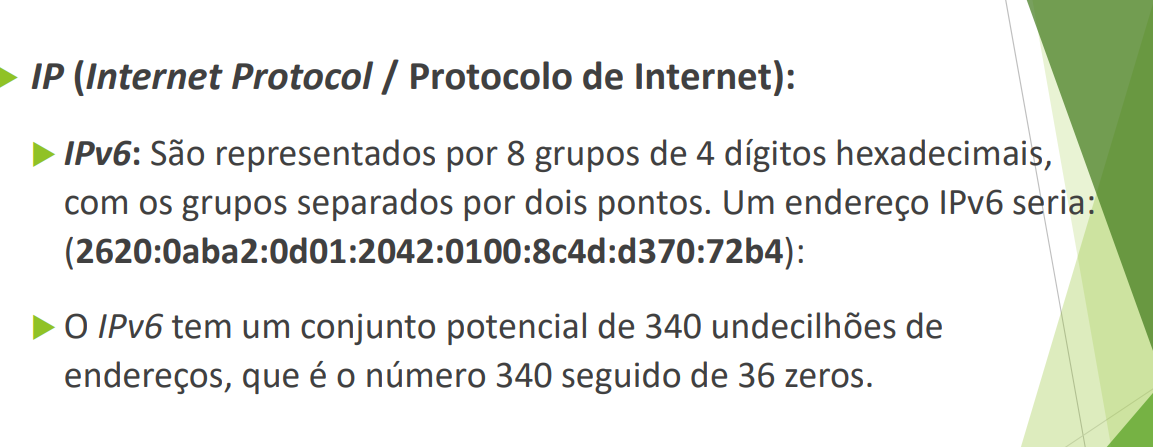 IP (Internet Protocol / Protocolo de Internet):
IPv6: São representados por 8 grupos de 4 dígitos hexadecimais,
com os grupos separados por dois pontos. Um endereço IPv6 seria:
(2620:0aba2:0d01:2042:0100:8c4d:d370:72b4):
O IPv6 tem um conjunto potencial de 340 undecilhões de
endereços, que é o número 340 seguido de 36 zeros.